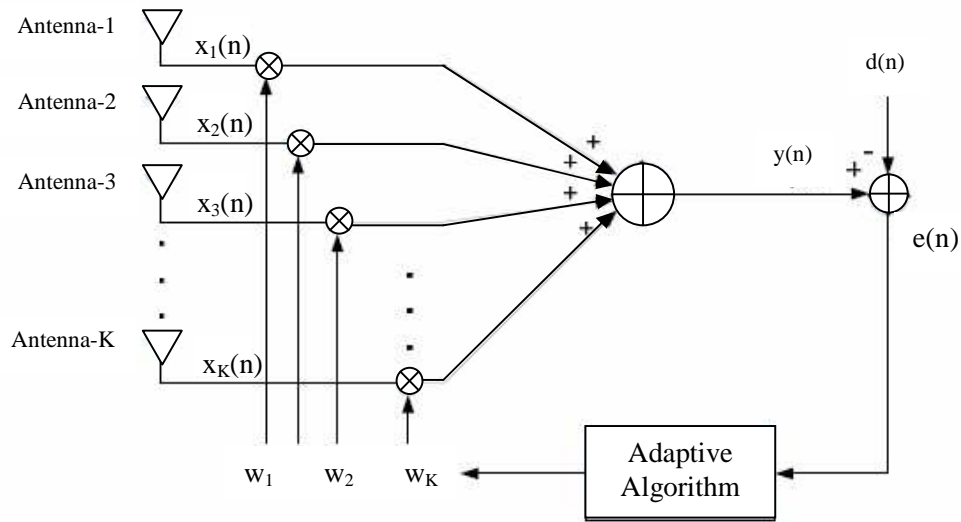 Antenna-1
x1(n)
d(n)
Antenna-2
x2(n)
+
+
y(n)
+
-
Antenna-3
x3(n)
+
+
e(n)
Antenna-K
xK(n)
w1
w2
wK
Adaptive
Algorithm